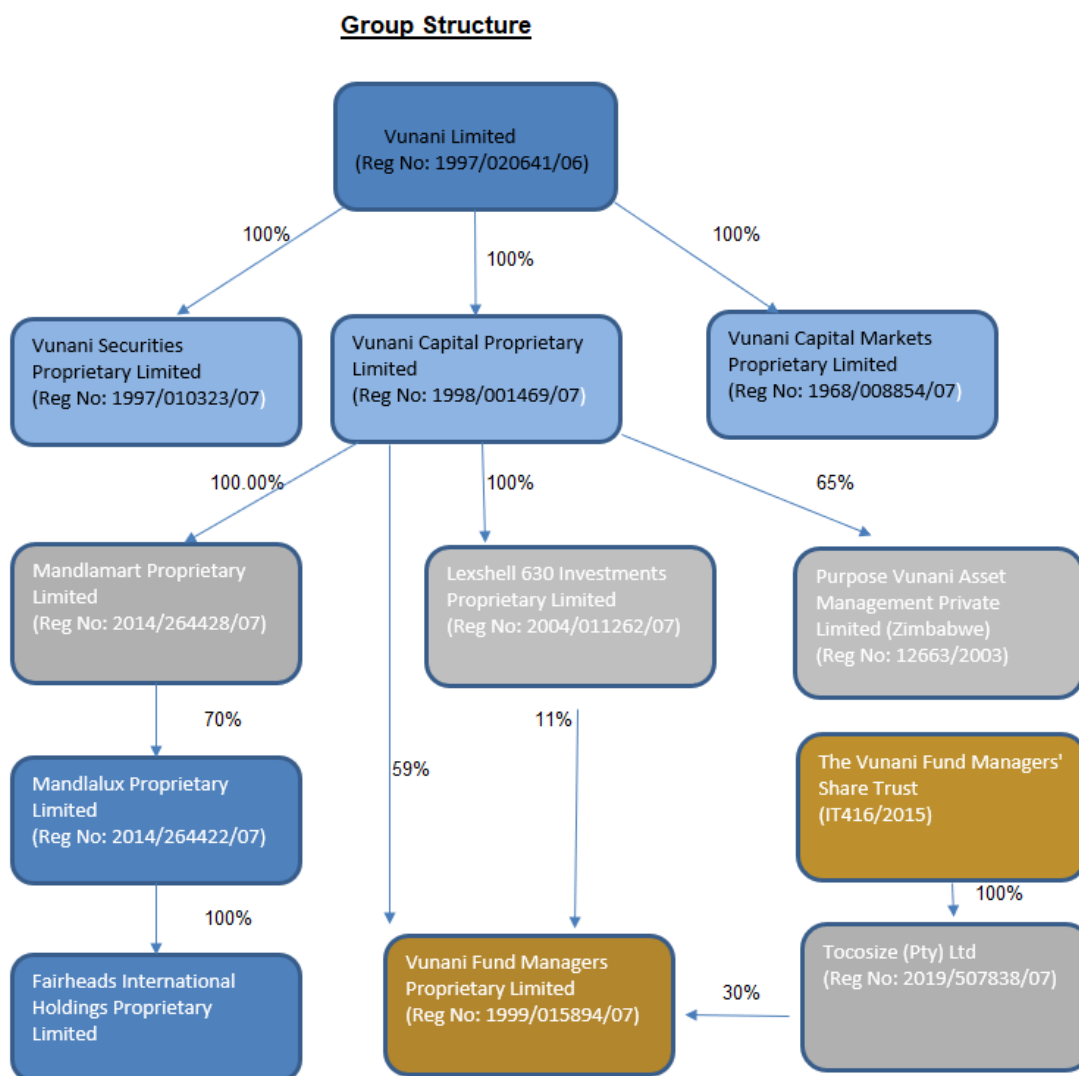 Group Structure
Vunani Limited
(Reg No: 1997/020641/06)
100%
100%
100%
Vunani Securities
Proprietary Limited
(Reg No: 1997/010323/07)
Vunani Capital Proprietary
Limited
(Reg No: 1998/001469/07)
Vunani Capital Markets
Proprietary Limited
(Reg No: 1968/008854/07)
100.00%
100%
65%
Mandlamart Proprietary
Limited
(Reg No: 2014/264428/07)
Lexshell 630 Investments
Proprietary Limited
(Reg No: 2004/011262/07)
Purpose Vunani Asset
Management Private
Limited (Zimbabwe)
(Reg No: 12663/2003)
70%
11%
59%
Mandlalux Proprietary
Limited
(Reg No: 2014/264422/07)
The Vunani Fund Managers'
Share Trust
(IT416/2015)
100%
100%
Fairheads International
Holdings Proprietary
Limited
Vunani Fund Managers
Proprietary Limited
(Reg No: 1999/015894/07)
30%
Tocosize (Pty) Ltd
(Reg No: 2019/507838/07)